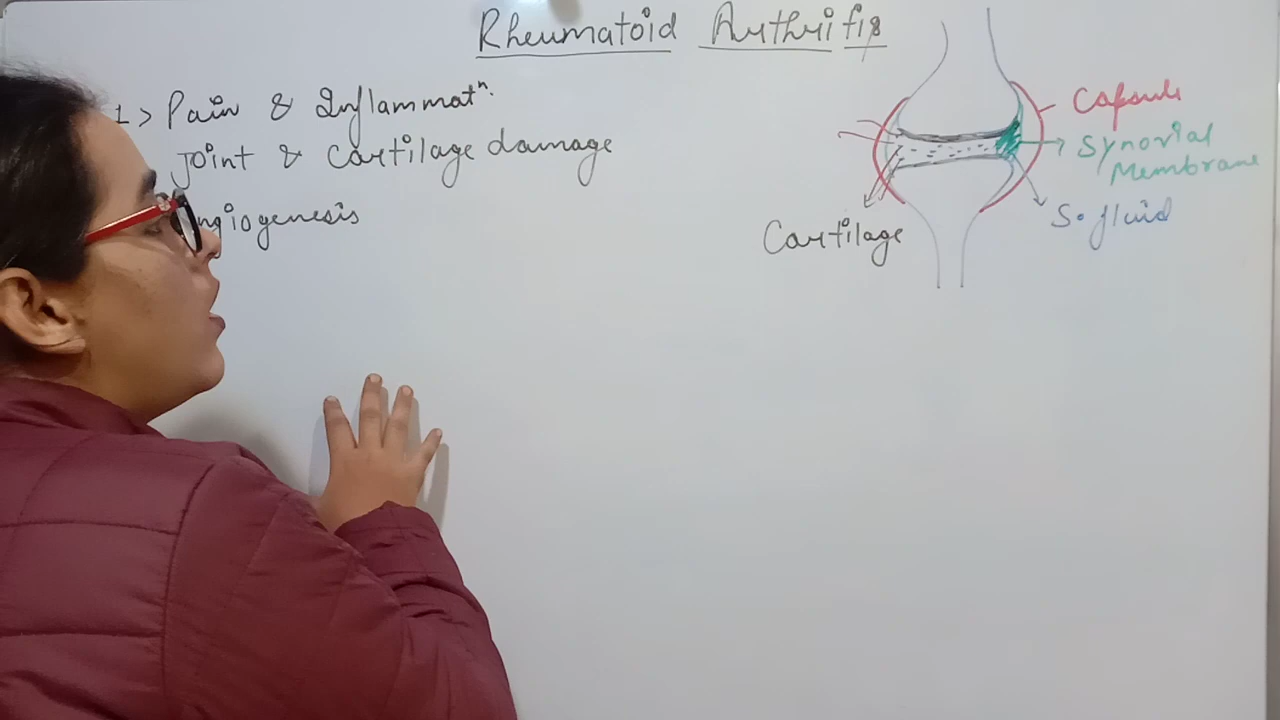 Rheumatoid Arthritis
1> Pain & Inflammatⁿ.
Joint & Cartilage damage
ngiogenesis
Capsule
Synovial
Membrane
S. fluid
Cartilage